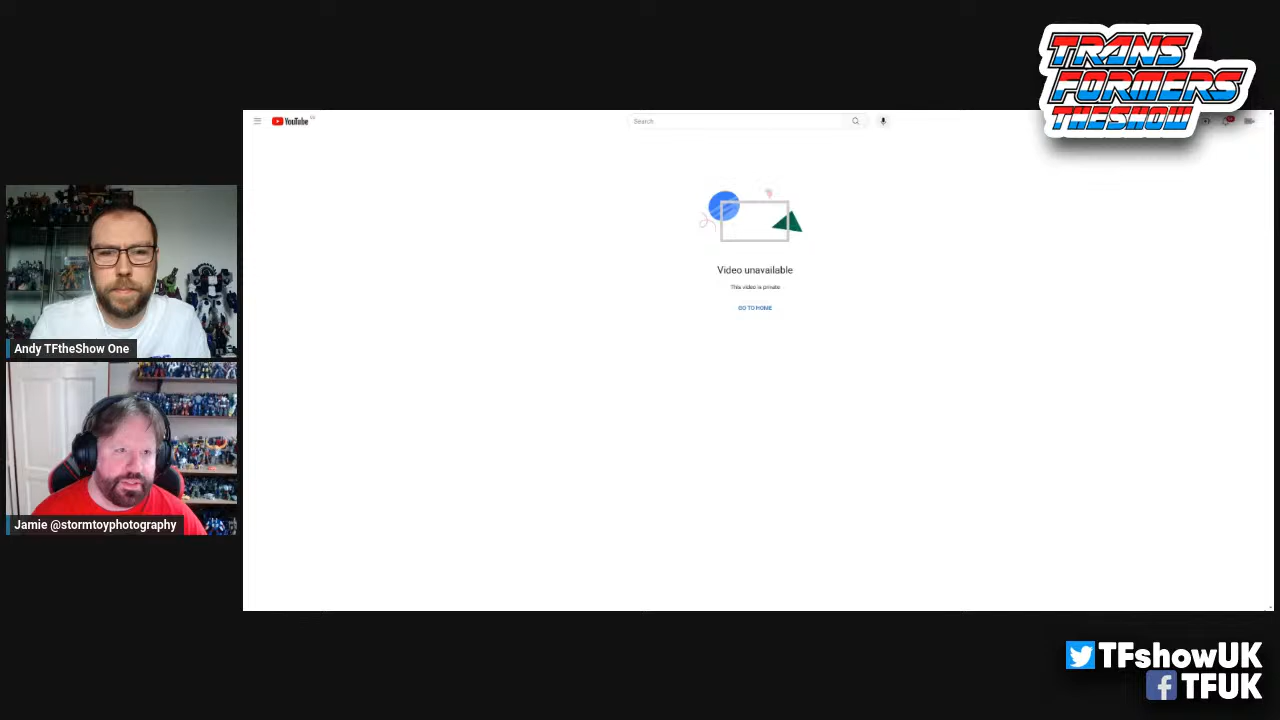 TRANS
FORMERS
THE SHOW
YouTube
Search
Video unavailable
This video is private
GO TO HOME
Andy TFtheShow One
Jamie @stormtoyphotography
TFshowUK
TFUK